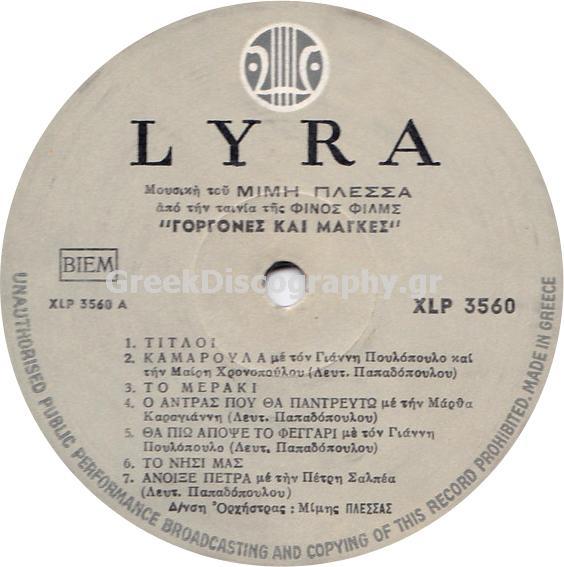 LYRA
Μουσική τοῦ ΜΙΜΗ ΠΛΕΣΣΑ
ἀπό τήν ταινία τῆς ΦΙΝΟΣ ΦΙΛΜΣ
"ΓΟΡΓΟΝΕΣ ΚΑΙ ΜΑΓΚΕΣ"
BIEM
GreekDiscography.gr
XLP 3560 A
XLP 3560
1. ΤΙΤΛΟΙ
2. ΚΑΜΑΡΟΥΛΑ μέ τόν Γιάννη Πουλόπουλο καί
τήν Μαίρη Χρονοπούλου (Λευτ. Παπαδόπουλου)
3. ΤΟ ΜΕΡΑΚΙ
4. Ο ΑΝΤΡΑΣ ΠΟΥ ΘΑ ΠΑΝΤΡΕΥΤΩ μέ τήν Μάρθα
Καραγιάννη (Λευτ. Παπαδόπουλου)
5. ΘΑ ΠΙΩ ΑΠΟΨΕ ΤΟ ΦΕΓΓΑΡΙ μέ τόν Γιάννη
Πουλόπουλο (Λευτ. Παπαδόπουλου)
6. ΤΟ ΝΗΣΙ ΜΑΣ
7. ΑΝΟΙΞΕ ΠΕΤΡΑ μέ τήν Πέτρη Σαλπέα
(Λευτ. Παπαδόπουλου)
Δ/νση Ὀρχήστρας: Μίμης ΠΛΕΣΣΑΣ
UNAUTHORISED PUBLIC PERFORMANCE BROADCASTING AND COPYING OF THIS RECORD PROHIBITED. MADE IN GREECE